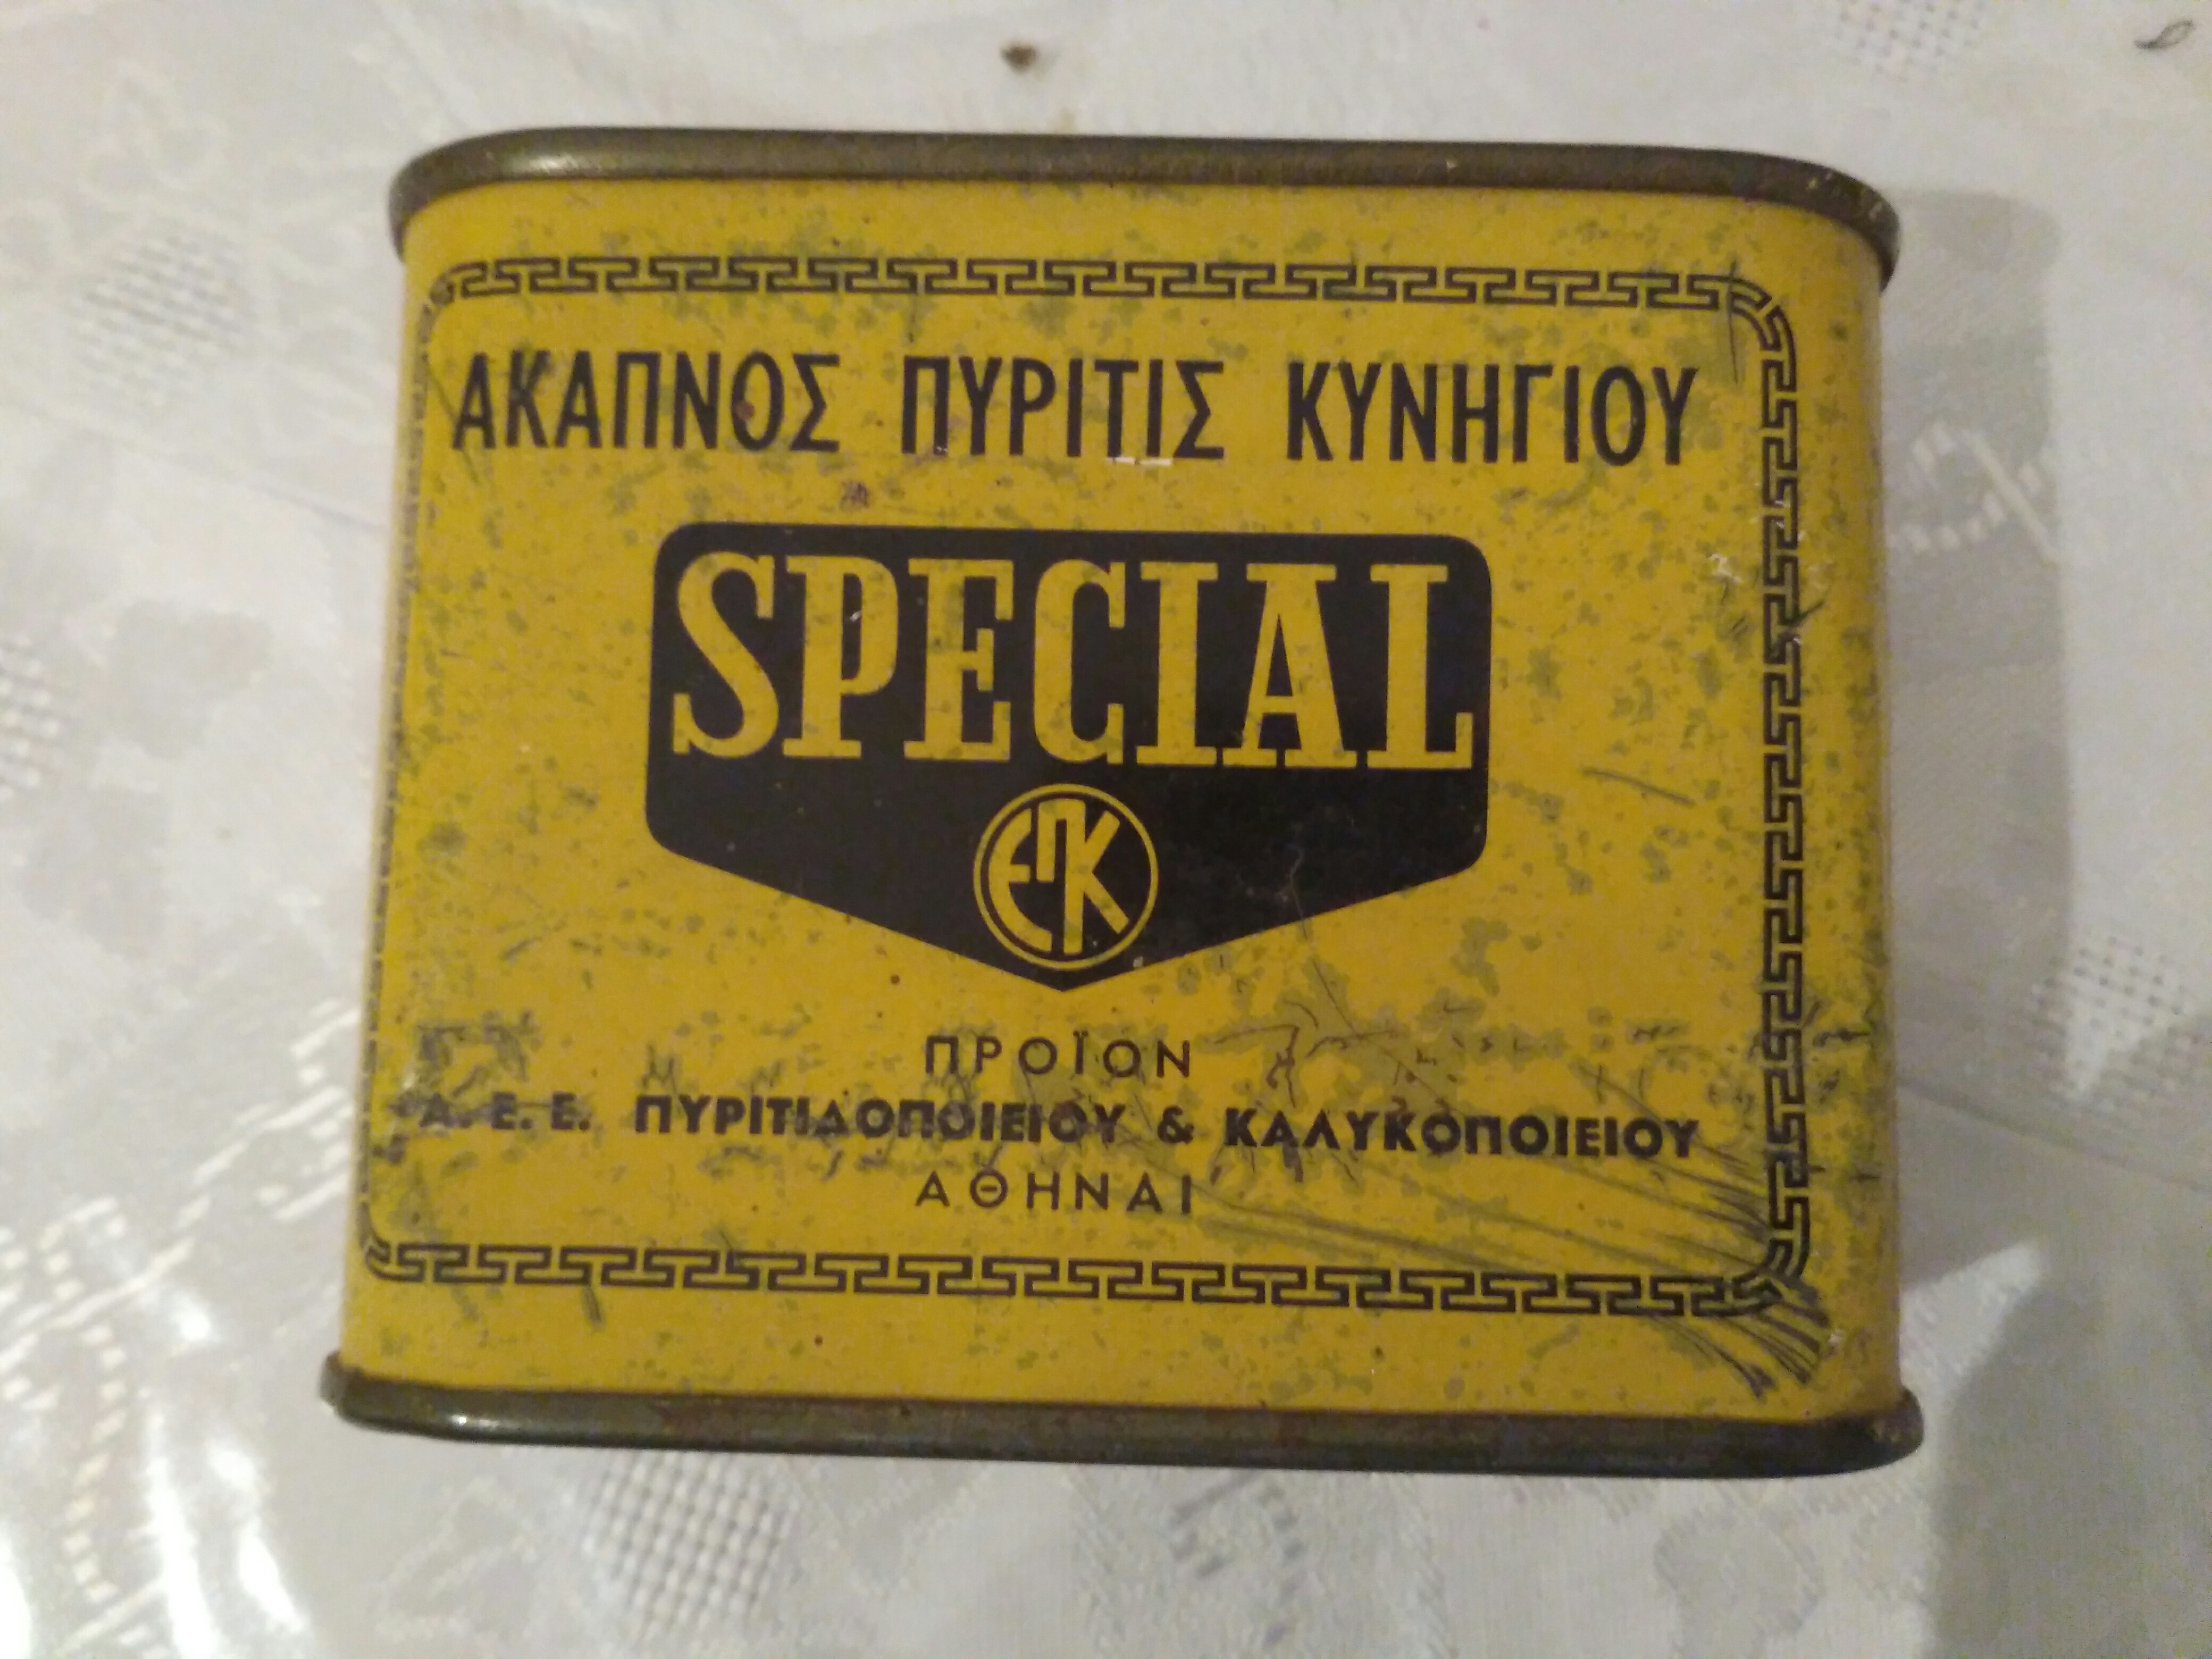 ΑΚΑΠΝΟΣ ΠΥΡΙΤΙΣ ΚΥΝΗΓΙΟΥ
SPECIAL
ΕΠΚ
ΠΡΟΪΟΝ
Α. Ε. Ε. ΠΥΡΙΤΙΔΟΠΟΙΕΙΟΥ & ΚΑΛΥΚΟΠΟΙΕΙΟΥ
ΑΘΗΝΑΙ